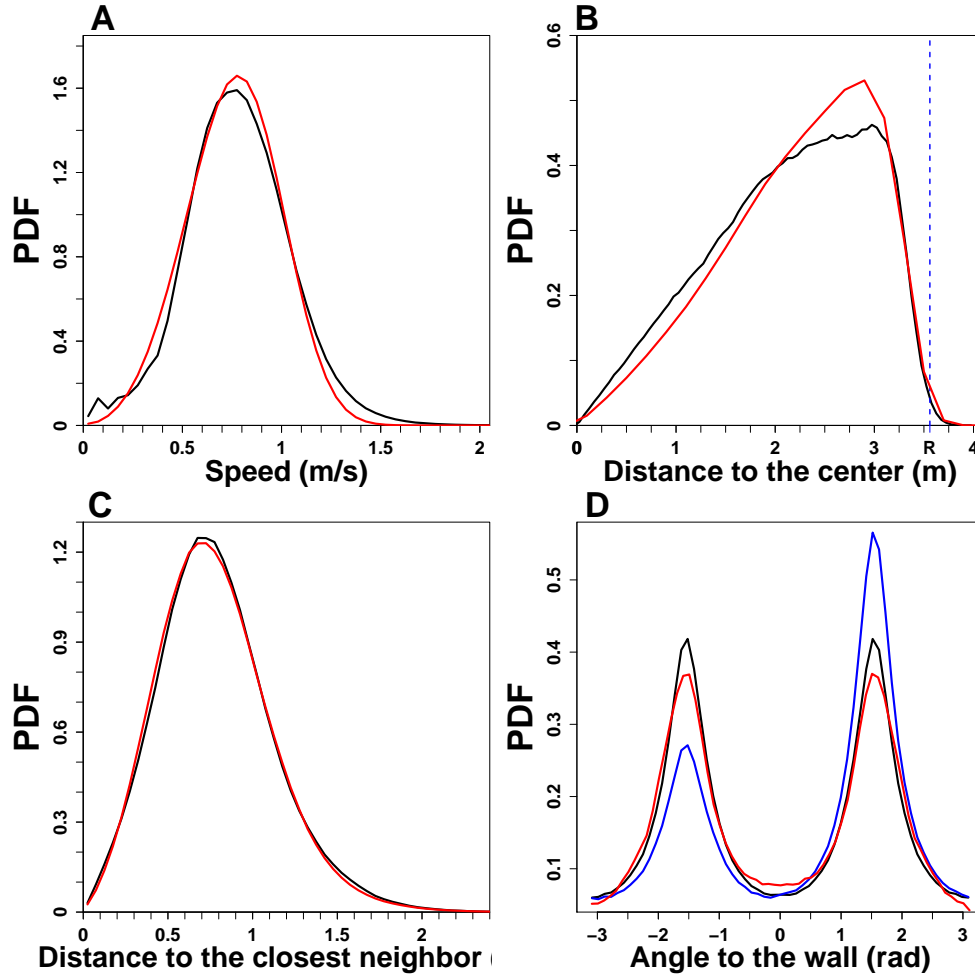 A
PDF
0 0.4 0.8 1.2 1.6
0 0.5 1 1.5 2
Speed (m/s)
B
PDF
0 0.2 0.4 0.6
0 1 2 3 R 4
Distance to the center (m)
C
PDF
0 0.3 0.6 0.9 1.2
0 0.5 1 1.5 2
Distance to the closest neighbor (
D
PDF
0.1 0.2 0.3 0.4 0.5
−3 −2 −1 0 1 2 3
Angle to the wall (rad)